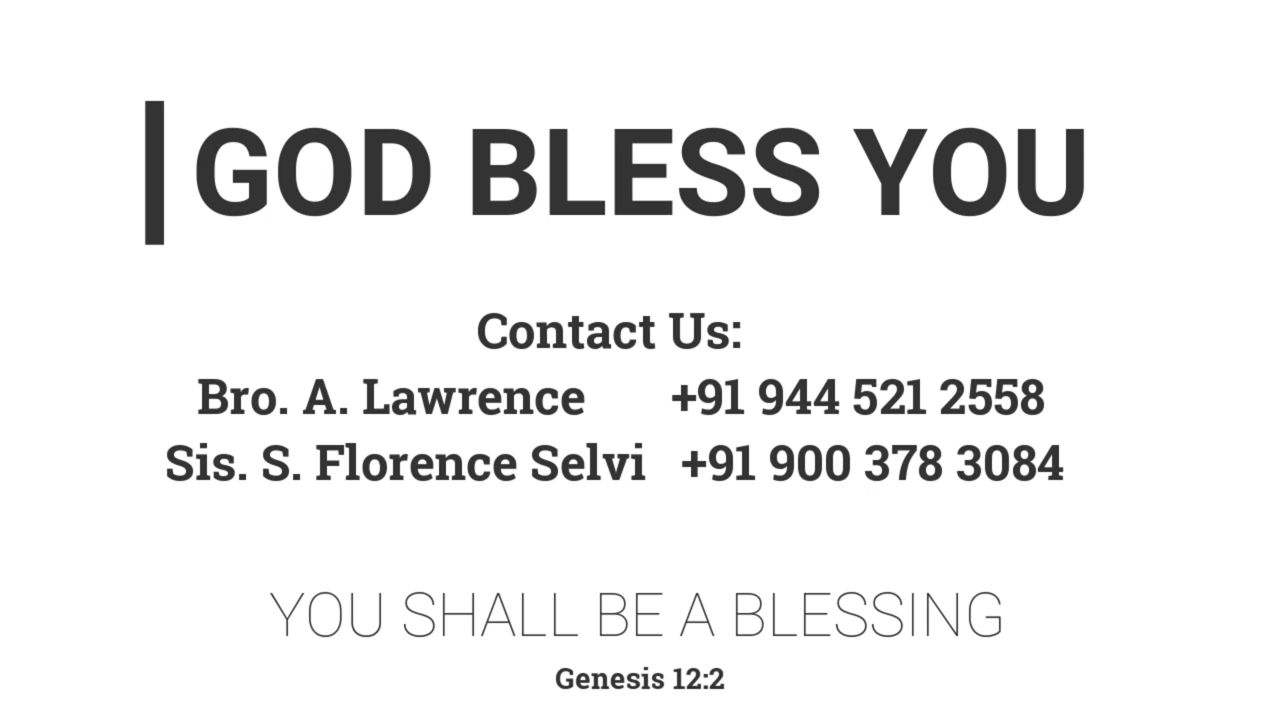 GOD BLESS YOU
Contact Us:
Bro. A. Lawrence +91 944 521 2558
Sis. S. Florence Selvi +91 900 378 3084
YOU SHALL BE A BLESSING
Genesis 12:2